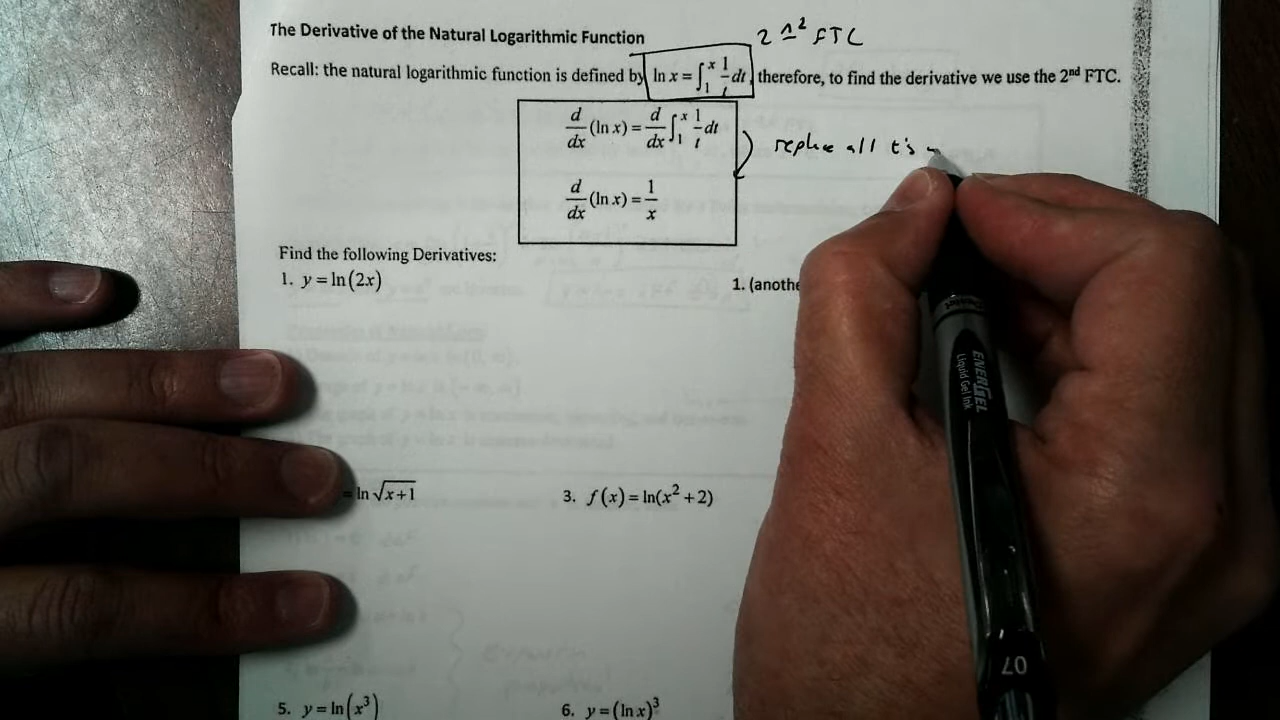 The Derivative of the Natural Logarithmic Function
2nd FTC
Recall: the natural logarithmic function is defined by ln x = ∫₁ˣ 1/t dt, therefore, to find the derivative we use the 2nd FTC.
d/dx (ln x) = d/dx ∫₁ˣ 1/t dt
replace all t's
d/dx (ln x) = 1/x
Find the following Derivatives:
1. y = ln(2x)
1. (anothe
= ln √(x+1)
3. f(x) = ln(x² + 2)
5. y = ln(x³)
6. y = (ln x)³
ENERGEL
Liquid Gel Ink
07